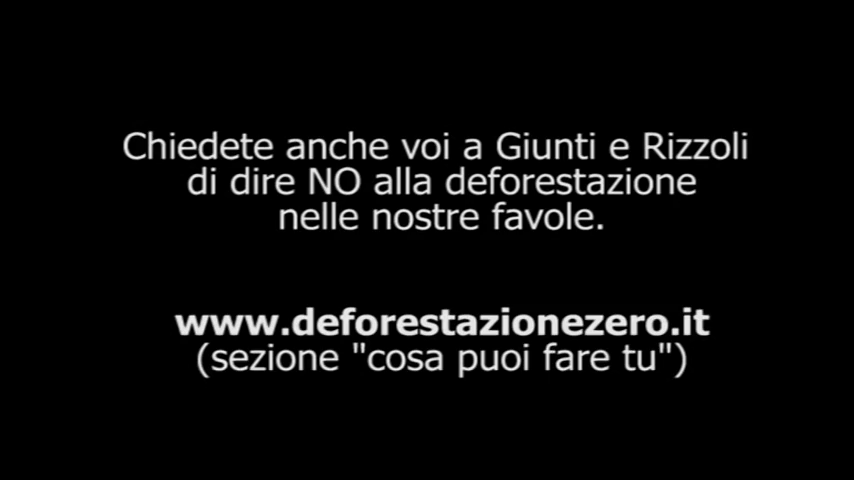 Chiedete anche voi a Giunti e Rizzoli
di dire NO alla deforestazione
nelle nostre favole.
www.deforestazionezero.it
(sezione "cosa puoi fare tu")